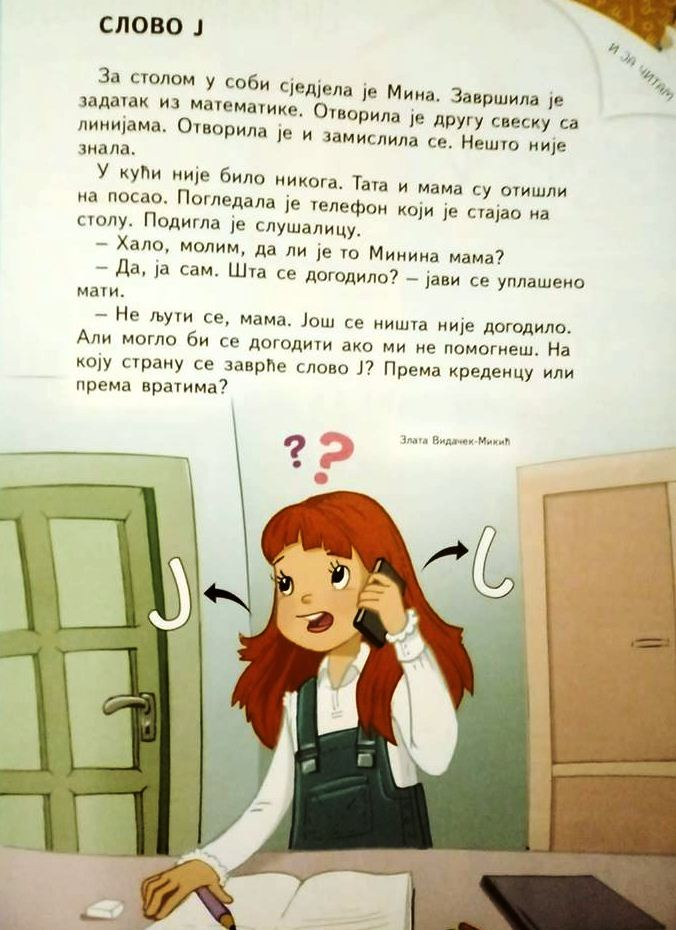 СЛОВО Ј
И ЈА ЧИТАМ
За столом у соби сједјела је Мина. Завршила је
задатак из математике. Отворила је другу свеску са
линијама. Отворила је и замислила се. Нешто није
знала.
У кући није било никога. Тата и мама су отишли
на посао. Погледала је телефон који је стајао на
столу. Подигла је слушалицу.
– Хало, молим, да ли је то Минина мама?
– Да, ја сам. Шта се догодило? – јави се уплашено
мати.
– Не љути се, мама. Још се ништа није догодило.
Али могло би се догодити ако ми не помогнеш. На
коју страну се заврће слово Ј? Према креденцу или
према вратима?
Злата Видачек-Микић
? ?
Ј